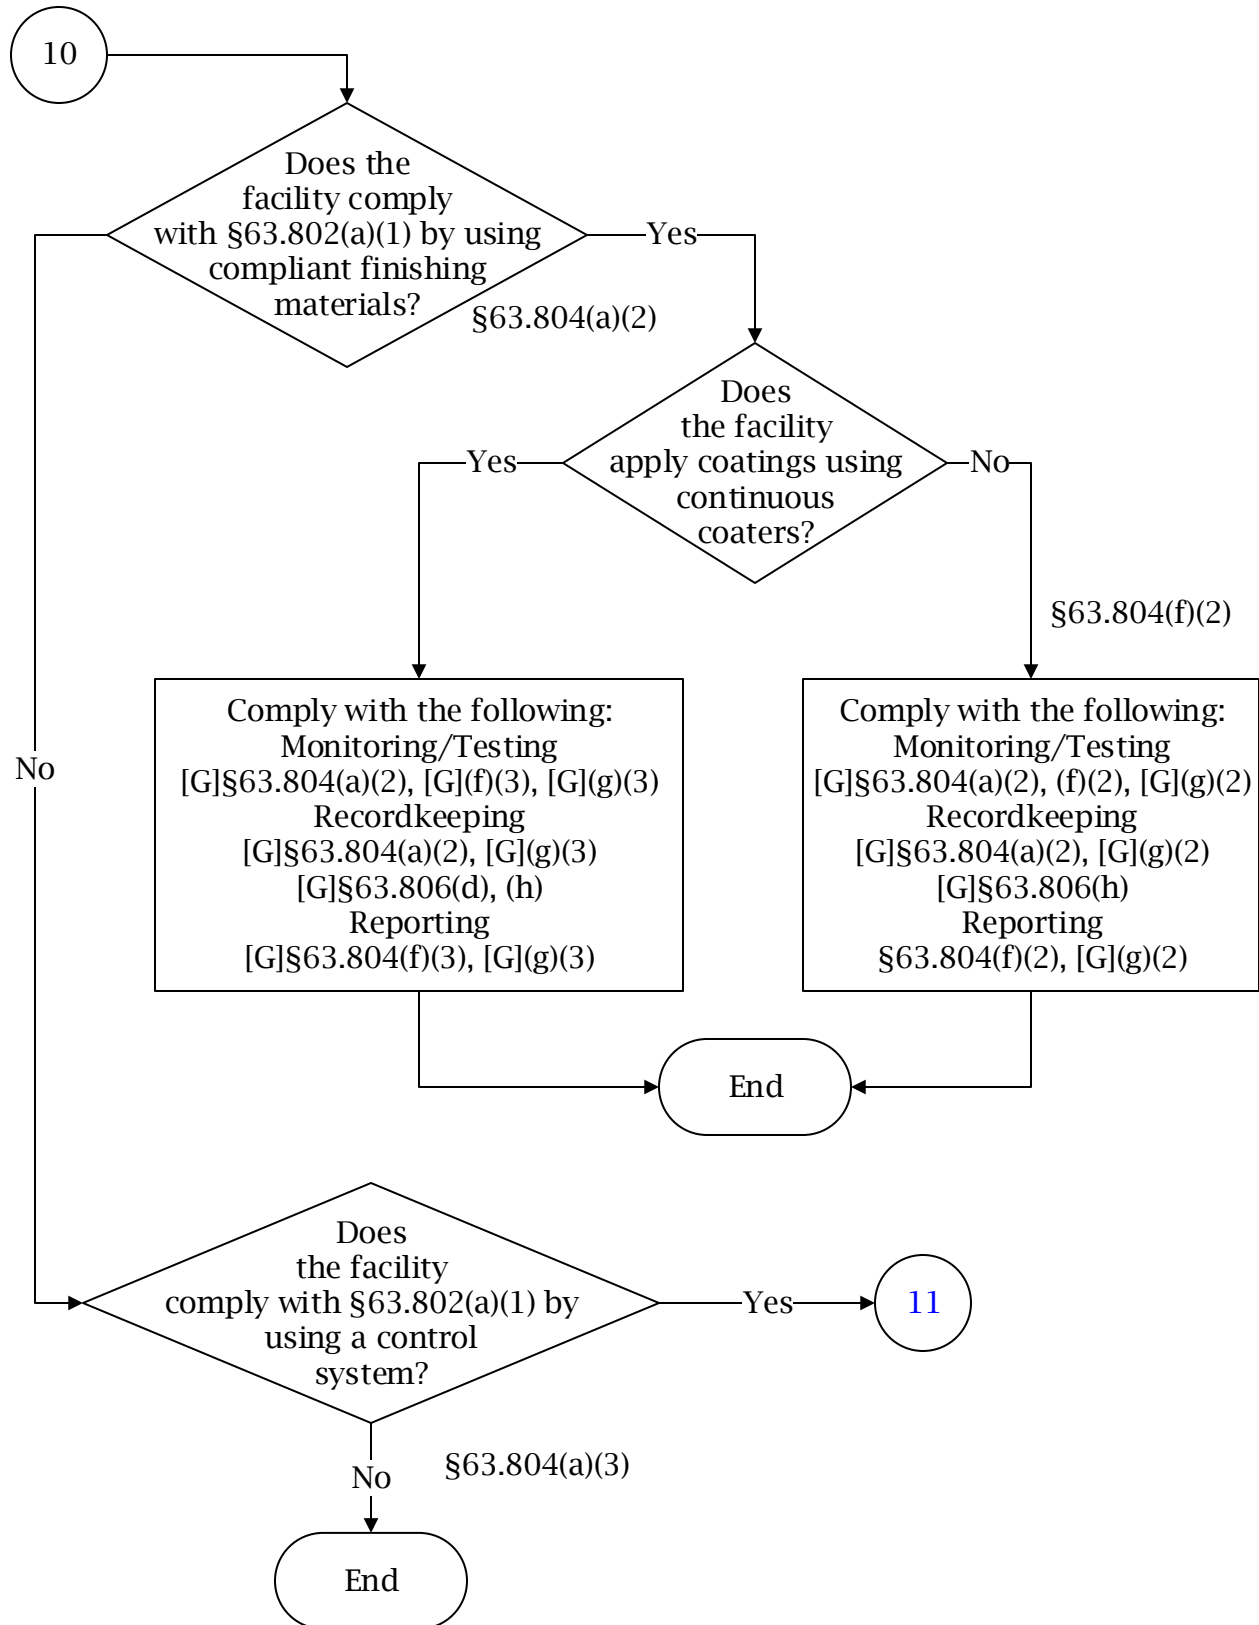 10
Does the
facility comply
with §63.802(a)(1) by using
compliant finishing
materials?
§63.804(a)(2)
Yes
Does
the facility
apply coatings using
continuous
coaters?
Yes
No
§63.804(f)(2)
Comply with the following:
Monitoring/Testing
[G]§63.804(a)(2), [G](f)(3), [G](g)(3)
Recordkeeping
[G]§63.804(a)(2), [G](g)(3)
[G]§63.806(d), (h)
Reporting
[G]§63.804(f)(3), [G](g)(3)
Comply with the following:
Monitoring/Testing
[G]§63.804(a)(2), (f)(2), [G](g)(2)
Recordkeeping
[G]§63.804(a)(2), [G](g)(2)
[G]§63.806(h)
Reporting
§63.804(f)(2), [G](g)(2)
No
End
Does
the facility
comply with §63.802(a)(1) by
using a control
system?
Yes
11
§63.804(a)(3)
No
End